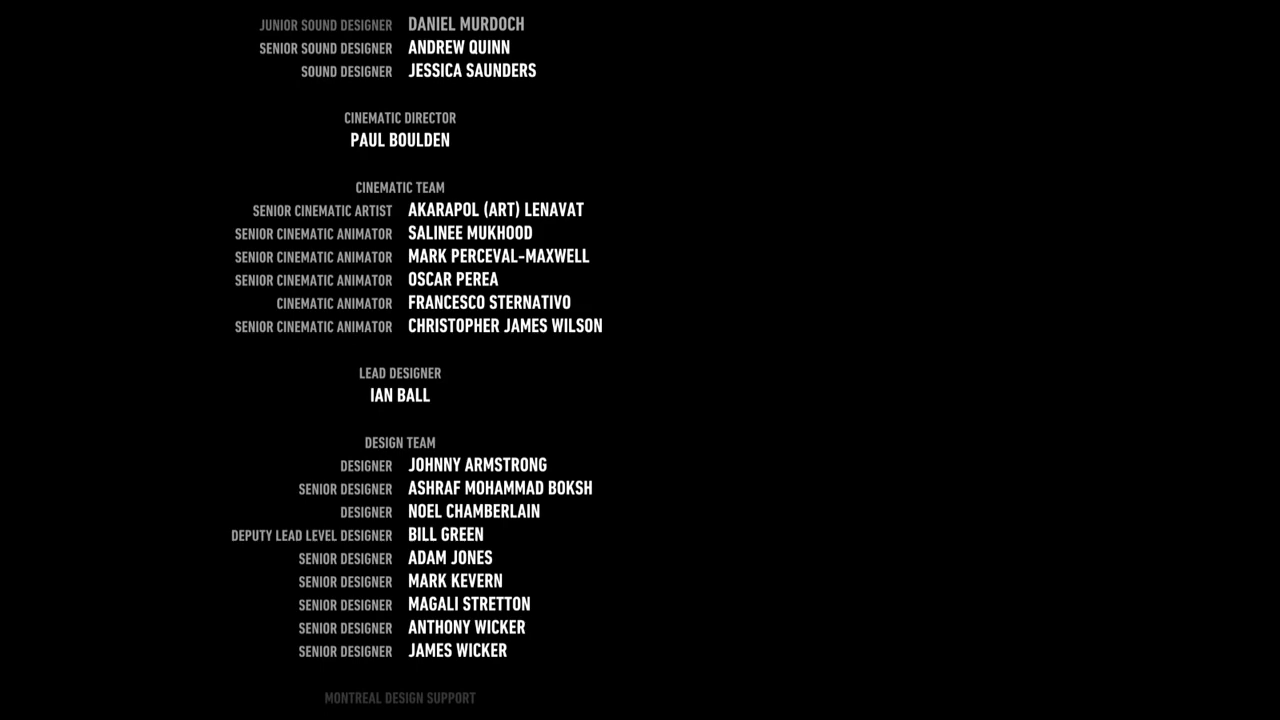 JUNIOR SOUND DESIGNER DANIEL MURDOCH
SENIOR SOUND DESIGNER ANDREW QUINN
SOUND DESIGNER JESSICA SAUNDERS
CINEMATIC DIRECTOR
PAUL BOULDEN
CINEMATIC TEAM
SENIOR CINEMATIC ARTIST AKARAPOL (ART) LENAVAT
SENIOR CINEMATIC ANIMATOR SALINEE MUKHOOD
SENIOR CINEMATIC ANIMATOR MARK PERCEVAL-MAXWELL
SENIOR CINEMATIC ANIMATOR OSCAR PEREA
CINEMATIC ANIMATOR FRANCESCO STERNATIVO
SENIOR CINEMATIC ANIMATOR CHRISTOPHER JAMES WILSON
LEAD DESIGNER
IAN BALL
DESIGN TEAM
DESIGNER JOHNNY ARMSTRONG
SENIOR DESIGNER ASHRAF MOHAMMAD BOKSH
DESIGNER NOEL CHAMBERLAIN
DEPUTY LEAD LEVEL DESIGNER BILL GREEN
SENIOR DESIGNER ADAM JONES
SENIOR DESIGNER MARK KEVERN
SENIOR DESIGNER MAGALI STRETTON
SENIOR DESIGNER ANTHONY WICKER
SENIOR DESIGNER JAMES WICKER
MONTREAL DESIGN SUPPORT